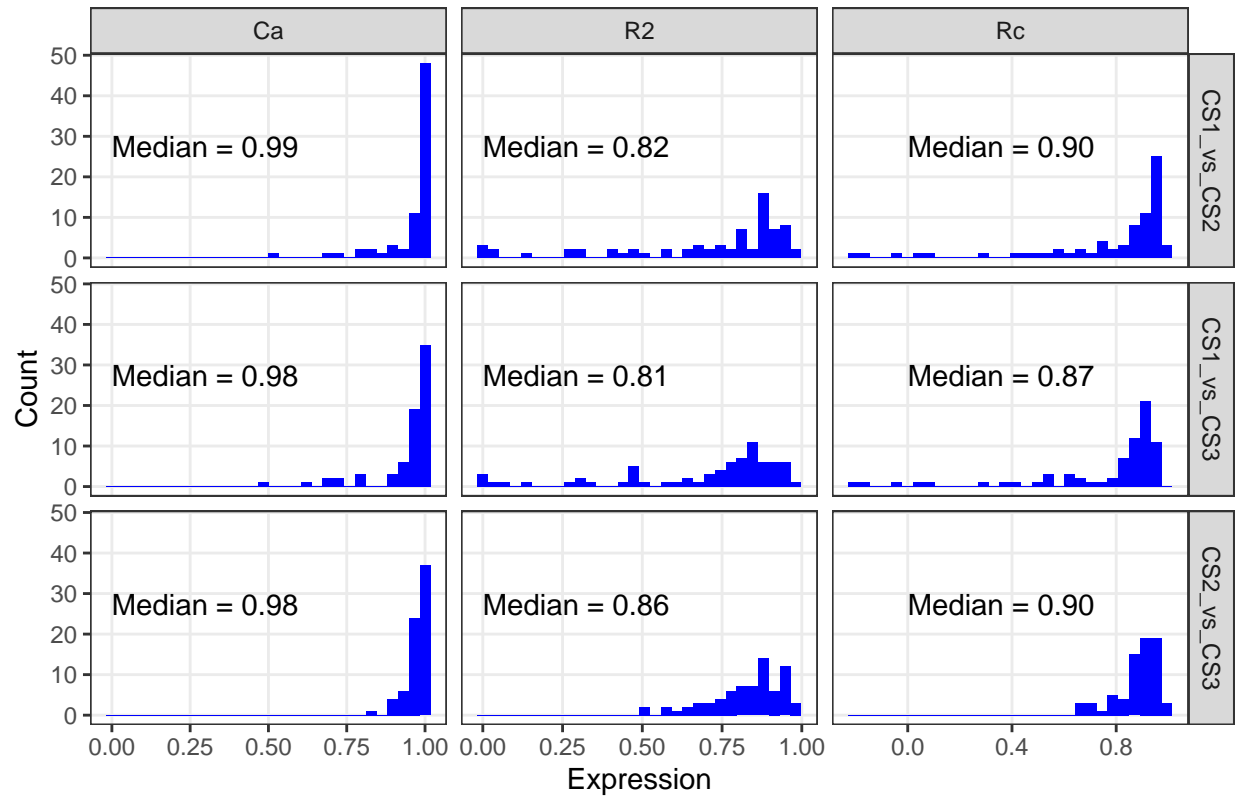 Ca
R2
Rc
50
40
30
20
10
0
Median = 0.99
Median = 0.82
Median = 0.90
CS1_vs_CS2
50
40
30
20
10
0
Median = 0.98
Median = 0.81
Median = 0.87
CS1_vs_CS3
50
40
30
20
10
0
Median = 0.98
Median = 0.86
Median = 0.90
CS2_vs_CS3
Count
0.00 0.25 0.50 0.75 1.00
0.00 0.25 0.50 0.75 1.00
0.0 0.4 0.8
Expression